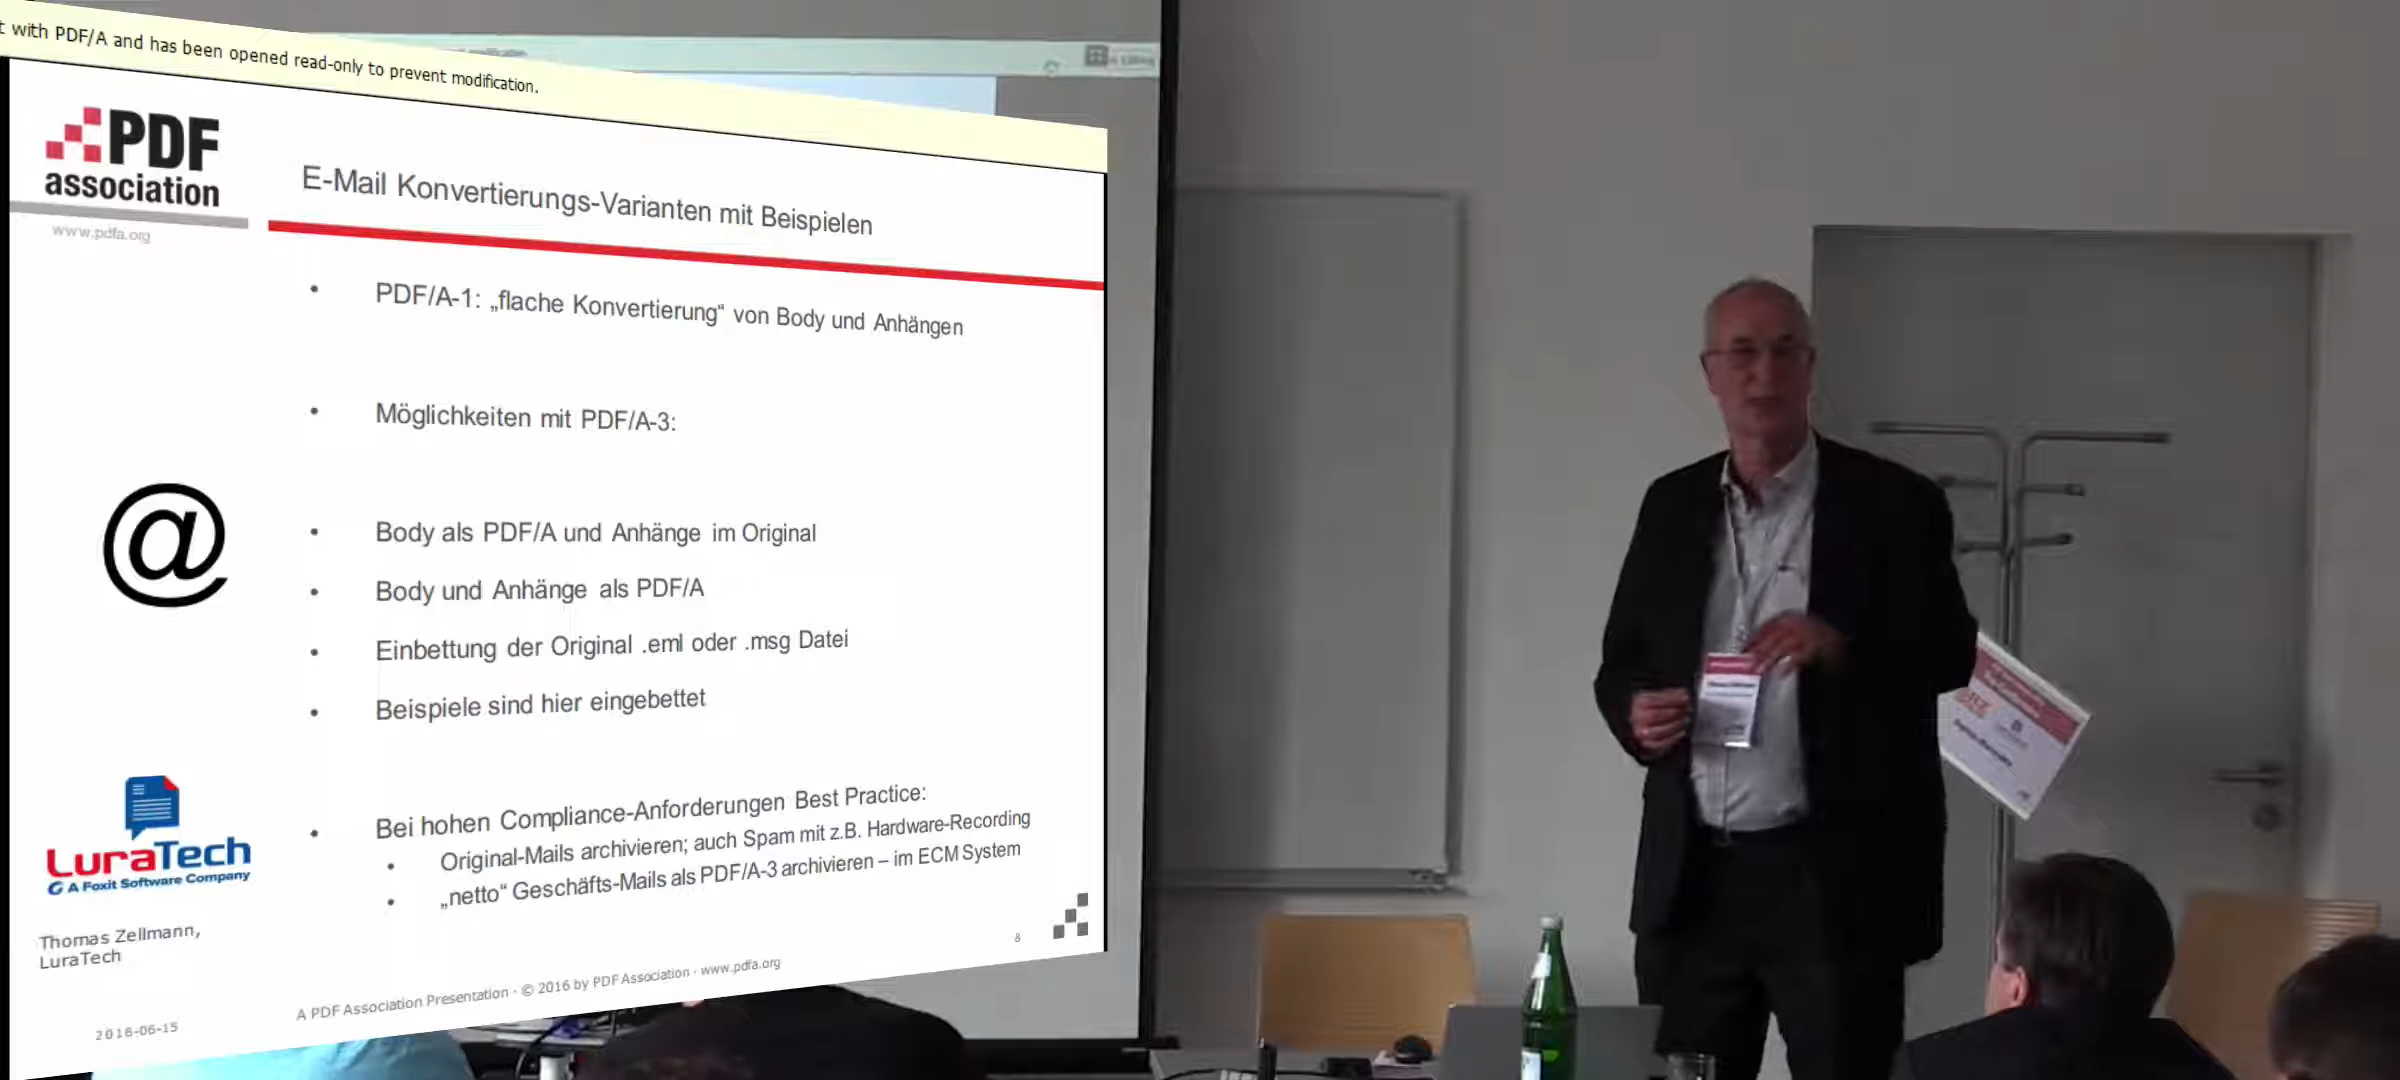 t with PDF/A and has been opened read-only to prevent modification.
PDF
association
www.pdfa.org
E-Mail Konvertierungs-Varianten mit Beispielen
• PDF/A-1: „flache Konvertierung“ von Body und Anhängen
• Möglichkeiten mit PDF/A-3:
@
• Body als PDF/A und Anhänge im Original
• Body und Anhänge als PDF/A
• Einbettung der Original .eml oder .msg Datei
• Beispiele sind hier eingebettet
• Bei hohen Compliance-Anforderungen Best Practice:
• Original-Mails archivieren; auch Spam mit z.B. Hardware-Recording
• „netto“ Geschäfts-Mails als PDF/A-3 archivieren – im ECM System
LuraTech
A Foxit Software Company
Thomas Zellmann,
LuraTech
8
A PDF Association Presentation · © 2016 by PDF Association · www.pdfa.org
2016-06-15